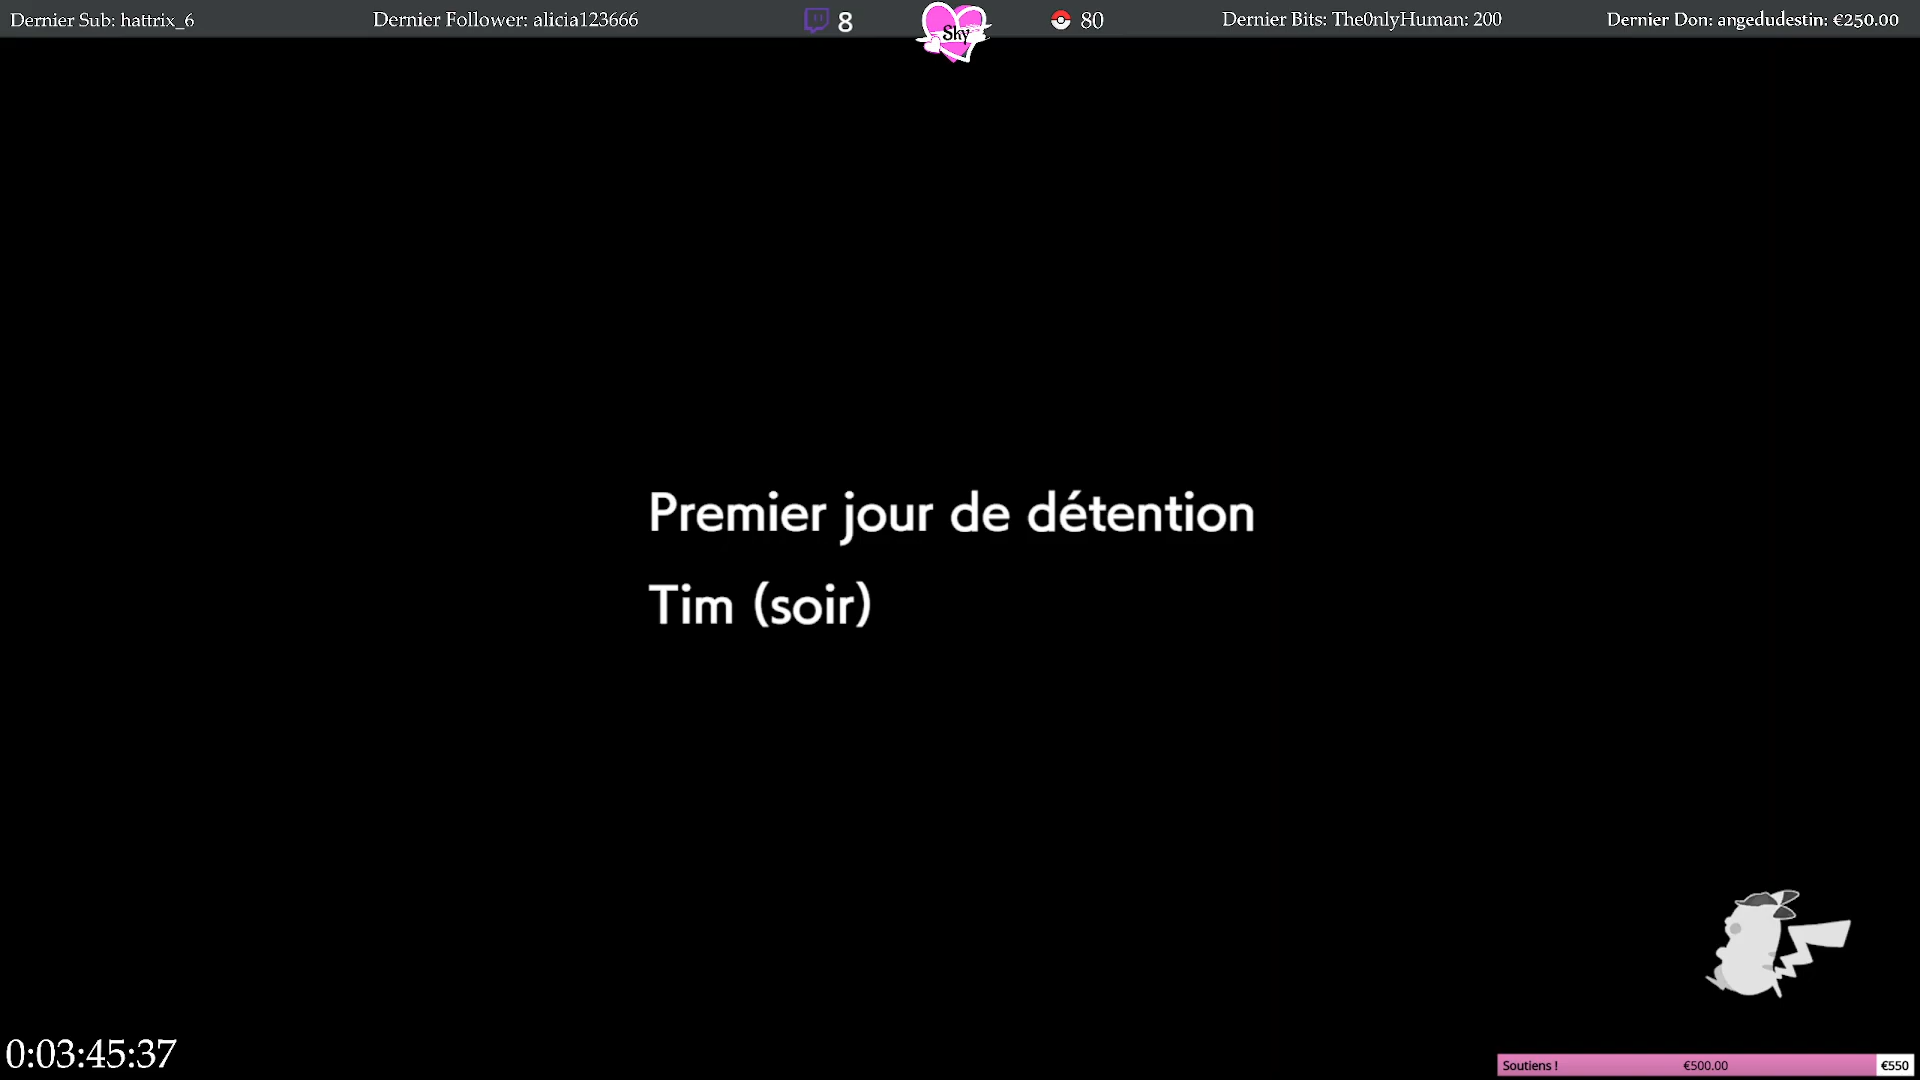 Dernier Sub: hattrix_6
Dernier Follower: alicia123666
8
Sky
80
Dernier Bits: The0nlyHuman: 200
Dernier Don: angedudestin: €250.00
Premier jour de détention
Tim (soir)
0:03:45:37
Soutiens !
€500.00
€550